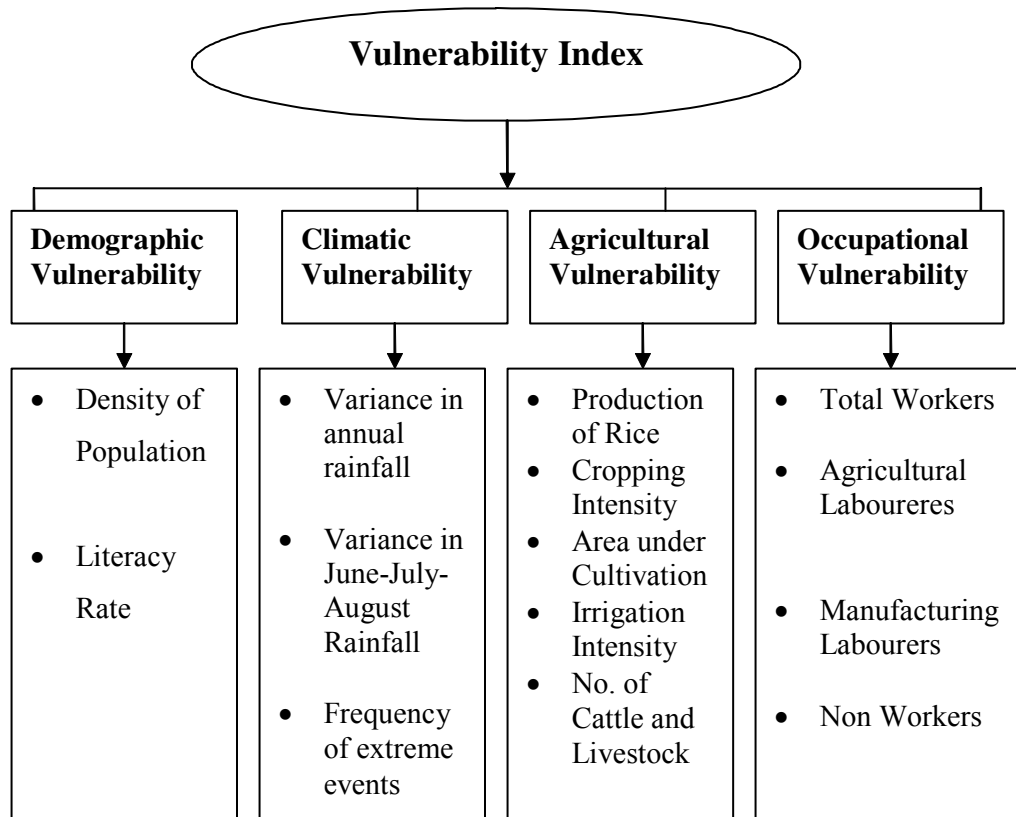 Vulnerability Index
Demographic
Vulnerability
Climatic
Vulnerability
Agricultural
Vulnerability
Occupational
Vulnerability
• Density of
Population
• Literacy
Rate
• Variance in
annual
rainfall
• Variance in
June-July-
August
Rainfall
• Frequency
of extreme
events
• Production
of Rice
• Cropping
Intensity
• Area under
Cultivation
• Irrigation
Intensity
• No. of
Cattle and
Livestock
• Total Workers
• Agricultural
Laboureres
• Manufacturing
Labourers
• Non Workers